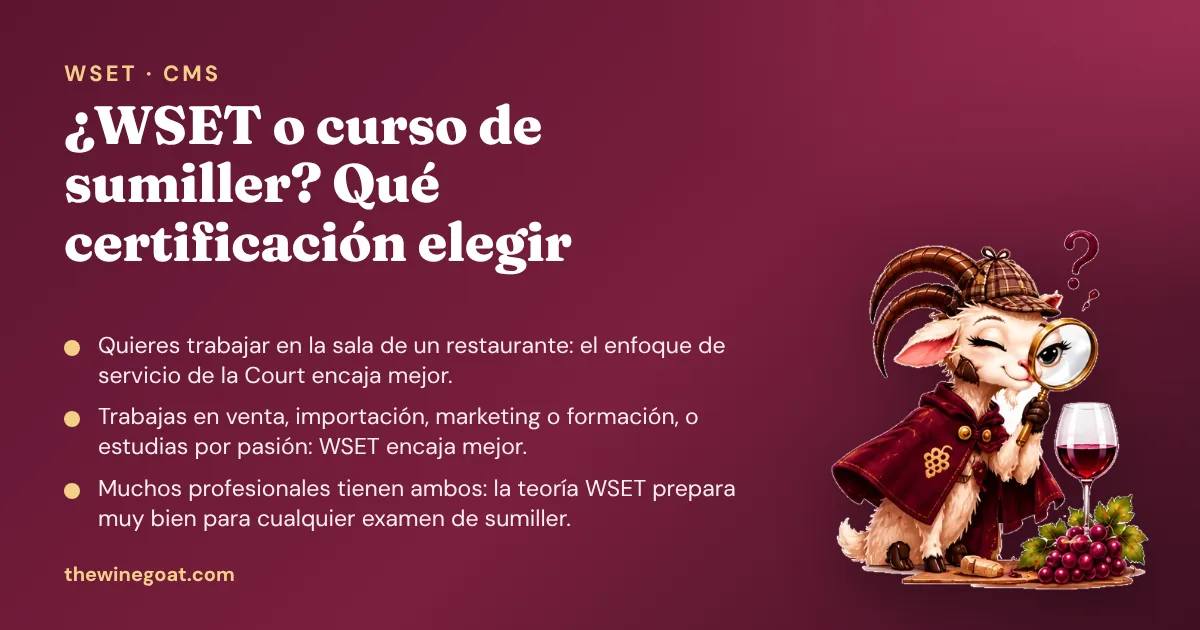 WSET · CMS
¿WSET o curso de
sumiller? Qué
certificación elegir
Quieres trabajar en la sala de un restaurante: el enfoque de
servicio de la Court encaja mejor.
Trabajas en venta, importación, marketing o formación, o
estudias por pasión: WSET encaja mejor.
Muchos profesionales tienen ambos: la teoría WSET prepara
muy bien para cualquier examen de sumiller.
thewinegoat.com